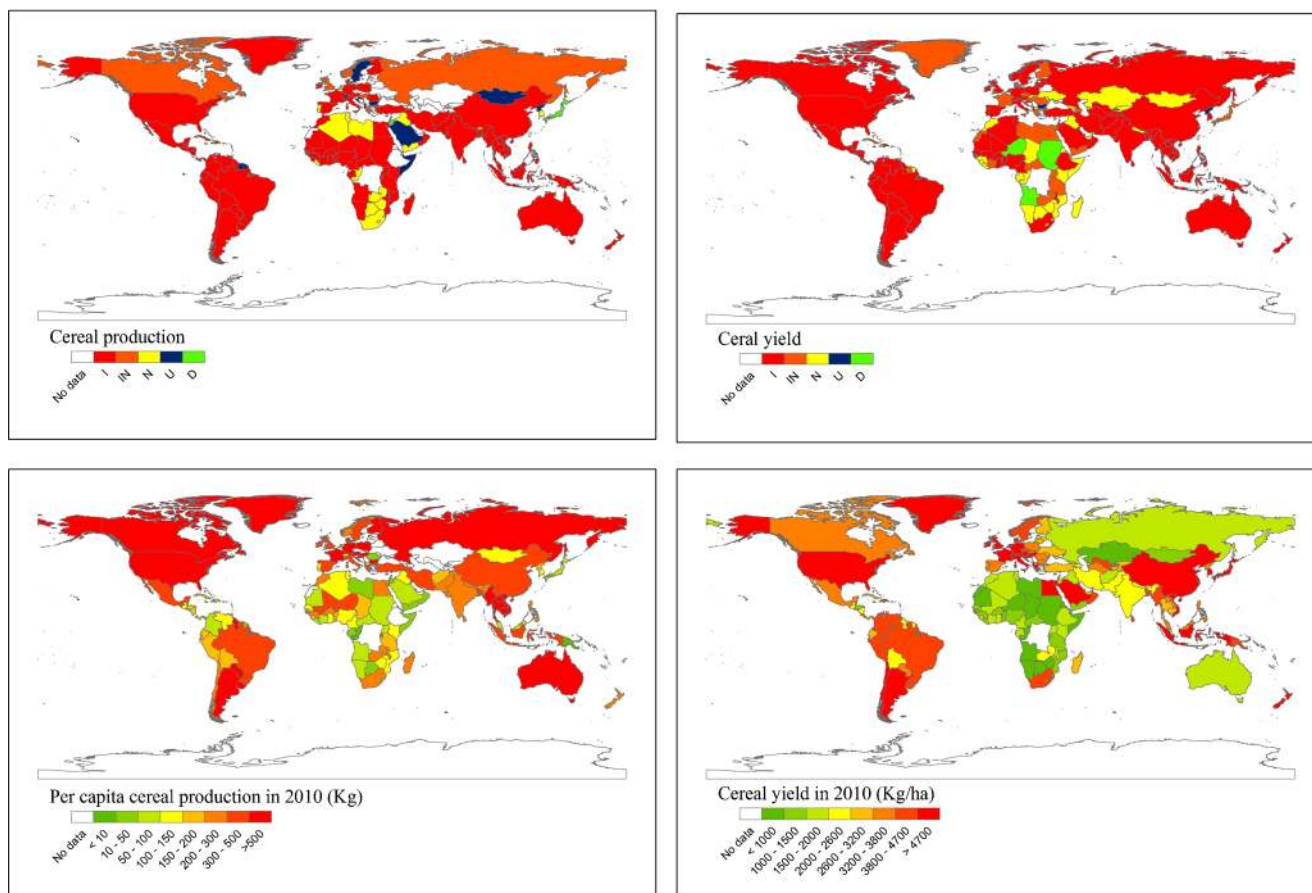 Cereal production
No data I IN N U D
Ceral yield
No data I IN N U D
Per capita cereal production in 2010 (Kg)
No data < 10 10 - 50 50 - 100 100 - 150 150 - 200 200 - 300 300 - 500 >500
Cereal yield in 2010 (Kg/ha)
No data < 1000 1000 - 1500 1500 - 2000 2000 - 2600 2600 - 3200 3200 - 3800 3800 - 4700 > 4700